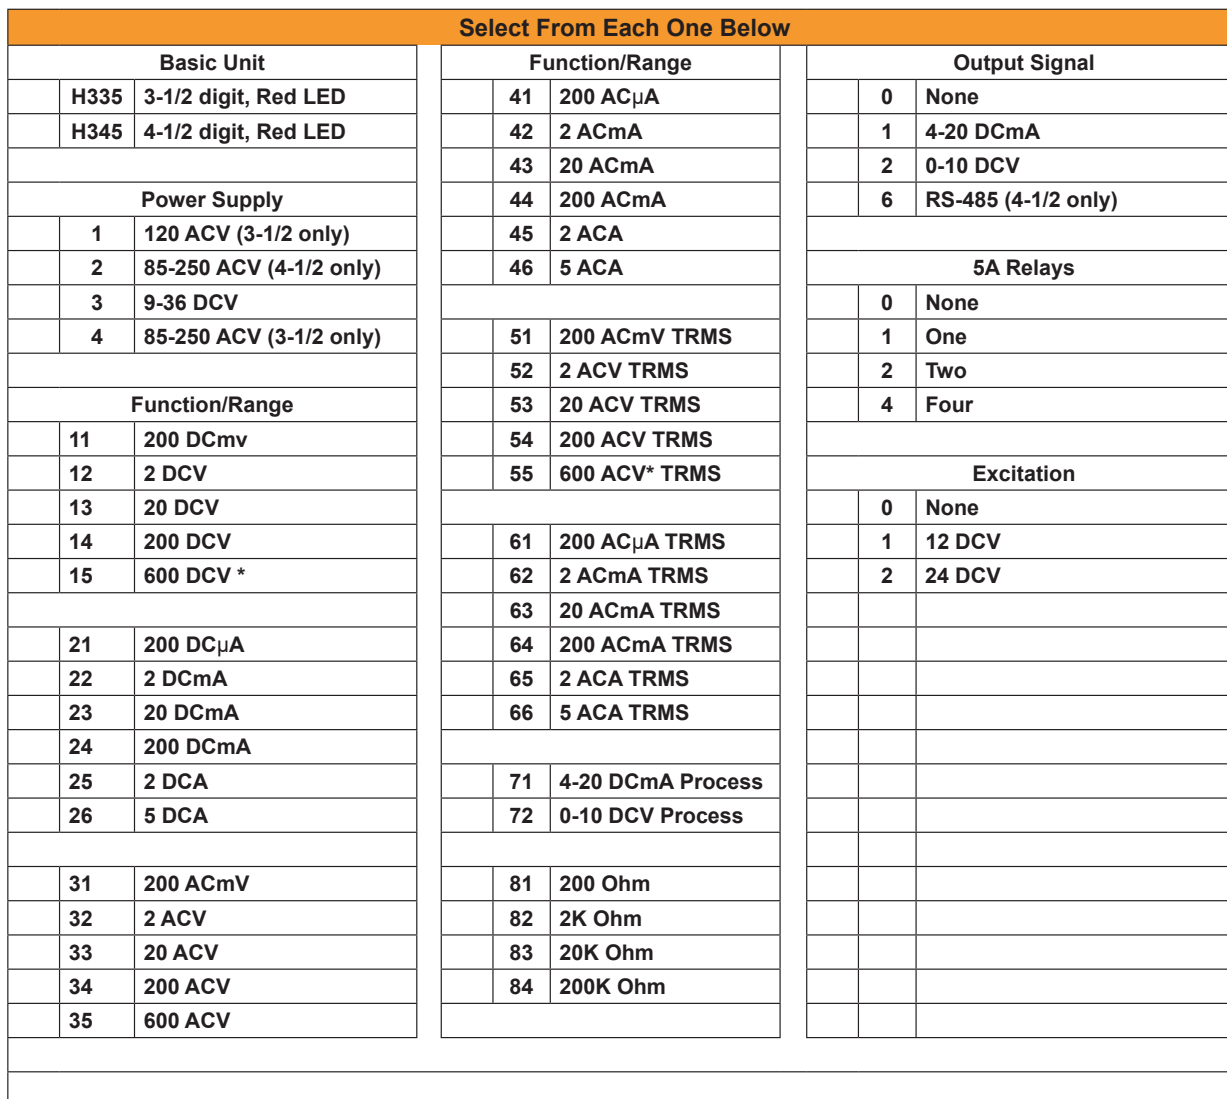 Select From Each One Below
Basic Unit
H335 3-1/2 digit, Red LED
H345 4-1/2 digit, Red LED
Power Supply
1 120 ACV (3-1/2 only)
2 85-250 ACV (4-1/2 only)
3 9-36 DCV
4 85-250 ACV (3-1/2 only)
Function/Range
11 200 DCmv
12 2 DCV
13 20 DCV
14 200 DCV
15 600 DCV *
21 200 DCµA
22 2 DCmA
23 20 DCmA
24 200 DCmA
25 2 DCA
26 5 DCA
31 200 ACmV
32 2 ACV
33 20 ACV
34 200 ACV
35 600 ACV
Function/Range
41 200 ACµA
42 2 ACmA
43 20 ACmA
44 200 ACmA
45 2 ACA
46 5 ACA
51 200 ACmV TRMS
52 2 ACV TRMS
53 20 ACV TRMS
54 200 ACV TRMS
55 600 ACV* TRMS
61 200 ACµA TRMS
62 2 ACmA TRMS
63 20 ACmA TRMS
64 200 ACmA TRMS
65 2 ACA TRMS
66 5 ACA TRMS
71 4-20 DCmA Process
72 0-10 DCV Process
81 200 Ohm
82 2K Ohm
83 20K Ohm
84 200K Ohm
Output Signal
0 None
1 4-20 DCmA
2 0-10 DCV
6 RS-485 (4-1/2 only)
5A Relays
0 None
1 One
2 Two
4 Four
Excitation
0 None
1 12 DCV
2 24 DCV